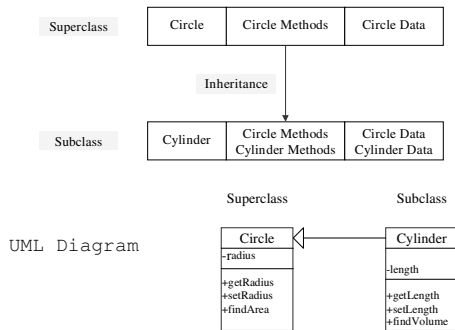 Superclass
Circle
Circle Methods
Circle Data
Inheritance
Subclass
Cylinder
Circle Methods
Cylinder Methods
Circle Data
Cylinder Data
UML Diagram
Superclass
Subclass
Circle
-radius
+getRadius
+setRadius
+findArea
Cylinder
-length
+getLength
+setLength
+findVolume